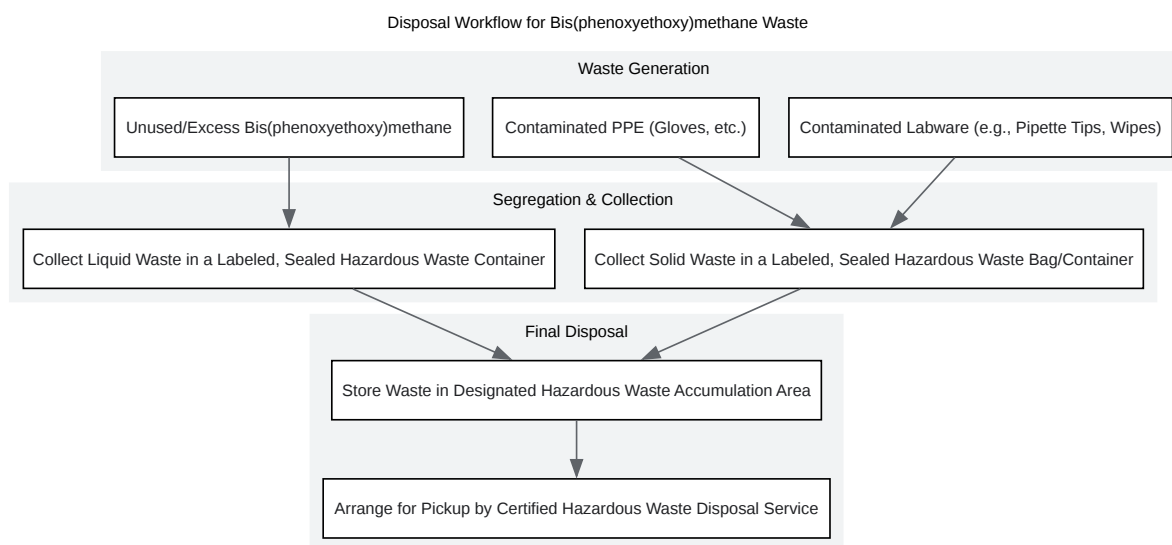 Disposal Workflow for Bis(phenoxyethoxy)methane Waste
Waste Generation
Unused/Excess Bis(phenoxyethoxy)methane
Contaminated PPE (Gloves, etc.)
Contaminated Labware (e.g., Pipette Tips, Wipes)
Segregation & Collection
Collect Liquid Waste in a Labeled, Sealed Hazardous Waste Container
Collect Solid Waste in a Labeled, Sealed Hazardous Waste Bag/Container
Final Disposal
Store Waste in Designated Hazardous Waste Accumulation Area
Arrange for Pickup by Certified Hazardous Waste Disposal Service